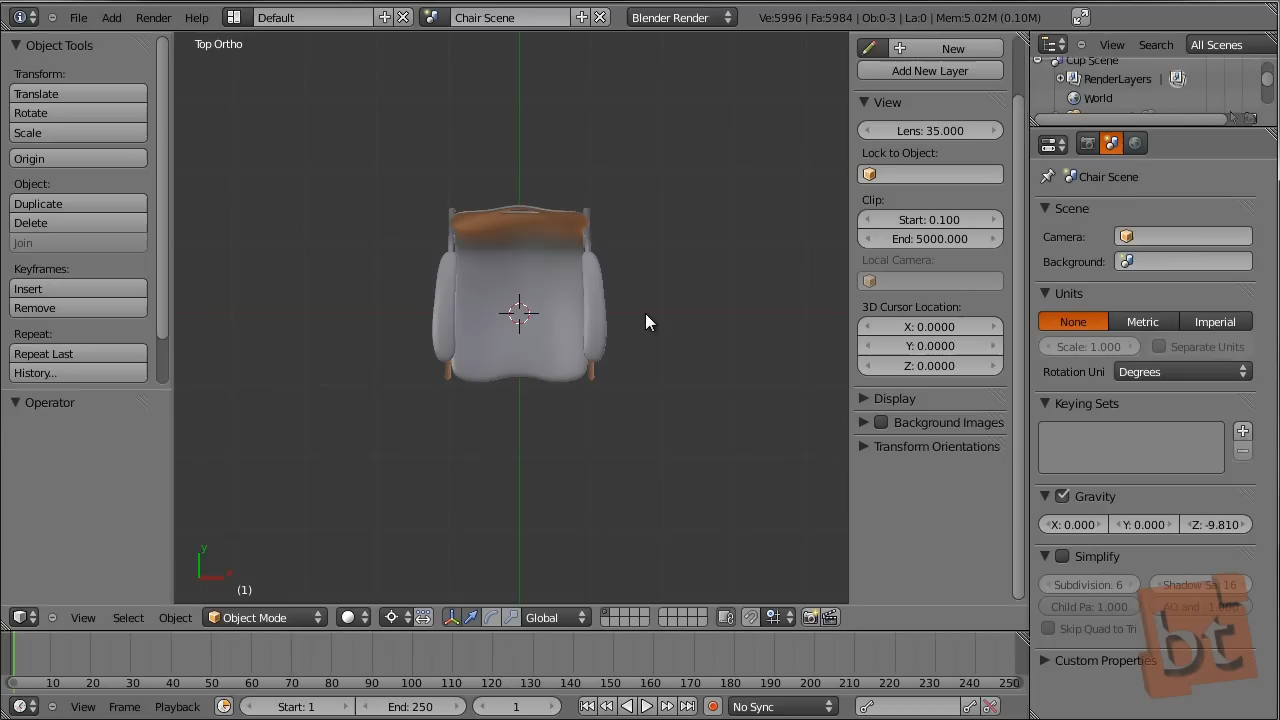 File Add Render Help Default Chair Scene Blender Render Ve:5996 | Fa:5984 | Ob:0-3 | La:0 | Mem:5.02M (0.10M)
Object Tools
Transform:
Translate
Rotate
Scale
Origin
Object:
Duplicate
Delete
Join
Keyframes:
Insert
Remove
Repeat:
Repeat Last
History...
Operator
Top Ortho
y
(1)
New
Add New Layer
View
Lens: 35.000
Lock to Object:
Clip:
Start: 0.100
End: 5000.000
Local Camera:
3D Cursor Location:
X: 0.0000
Y: 0.0000
Z: 0.0000
Display
Background Images
Transform Orientations
View Search All Scenes
Cup Scene
RenderLayers |
World
Chair Scene
Scene
Camera:
Background:
Units
None Metric Imperial
Scale: 1.000 Separate Units
Rotation Uni Degrees
Keying Sets
Gravity
X: 0.000 Y: 0.000 Z: -9.810
Simplify
Subdivision: 6 Shadow Sa: 16
Child Pa: 1.000 AO and : 1.000
Skip Quad to Tri
Custom Properties
bt
View Select Object Object Mode Global
10 20 30 40 50 60 70 80 90 100 110 120 130 140 150 160 170 180 190 200 210 220 230 240 250
View Frame Playback Start: 1 End: 250 1 No Sync